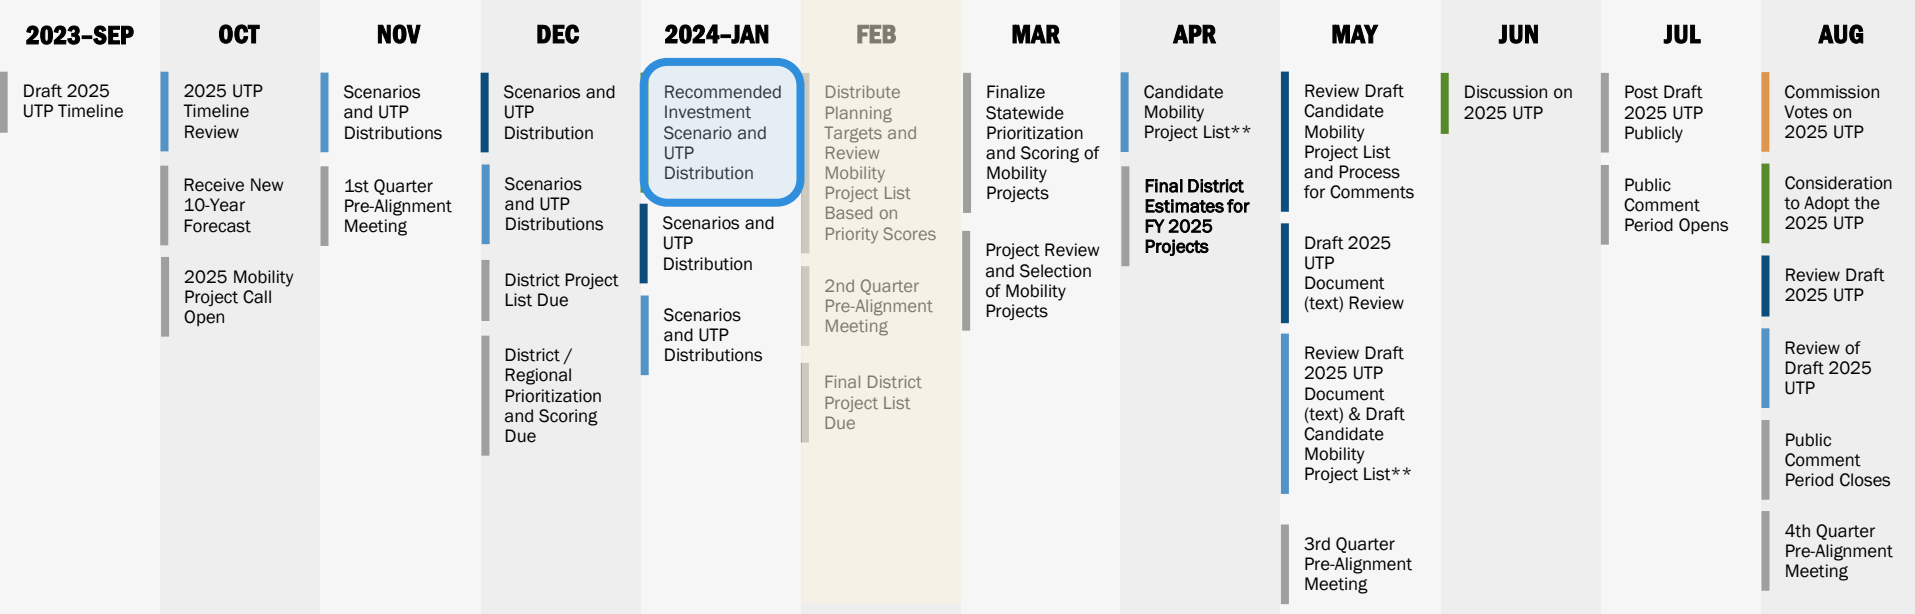 2023–SEP
Draft 2025
UTP Timeline
OCT
2025 UTP
Timeline
Review
Receive New
10-Year
Forecast
2025 Mobility
Project Call
Open
NOV
Scenarios
and UTP
Distributions
1st Quarter
Pre-Alignment
Meeting
DEC
Scenarios and
UTP
Distribution
Scenarios
and UTP
Distributions
District Project
List Due
District /
Regional
Prioritization
and Scoring
Due
2024–JAN
Recommended
Investment
Scenario and
UTP
Distribution
Scenarios and
UTP
Distribution
Scenarios
and UTP
Distributions
FEB
Distribute
Planning
Targets and
Review
Mobility
Project List
Based on
Priority Scores
2nd Quarter
Pre-Alignment
Meeting
Final District
Project List
Due
MAR
Finalize
Statewide
Prioritization
and Scoring of
Mobility
Projects
Project Review
and Selection
of Mobility
Projects
APR
Candidate
Mobility
Project List**
Final District
Estimates for
FY 2025
Projects
MAY
Review Draft
Candidate
Mobility
Project List
and Process
for Comments
Draft 2025
UTP
Document
(text) Review
Review Draft
2025 UTP
Document
(text) & Draft
Candidate
Mobility
Project List**
3rd Quarter
Pre-Alignment
Meeting
JUN
Discussion on
2025 UTP
JUL
Post Draft
2025 UTP
Publicly
Public
Comment
Period Opens
AUG
Commission
Votes on
2025 UTP
Consideration
to Adopt the
2025 UTP
Review Draft
2025 UTP
Review of
Draft 2025
UTP
Public
Comment
Period Closes
4th Quarter
Pre-Alignment
Meeting